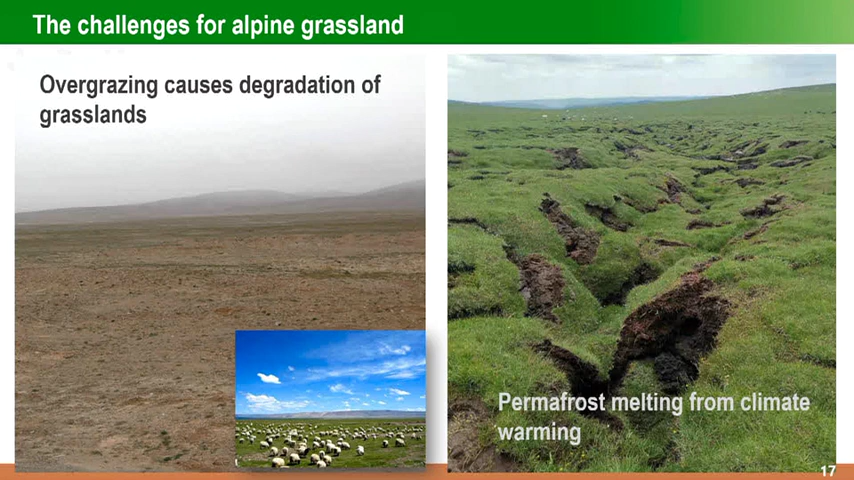 The challenges for alpine grassland
Overgrazing causes degradation of
grasslands
Permafrost melting from climate
warming
17